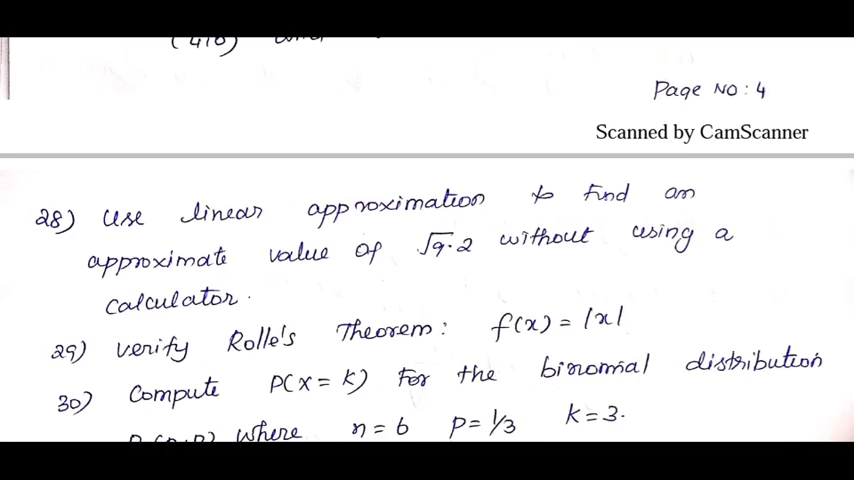 Page NO: 4
Scanned by CamScanner
28) Use linear approximation to find an
approximate value of √9.2 without using a
calculator.
29) Verify Rolle's Theorem: f(x) = |x|
30) Compute P(X = K) For the binomial distribution
where n = 6 P = 1/3 K = 3.